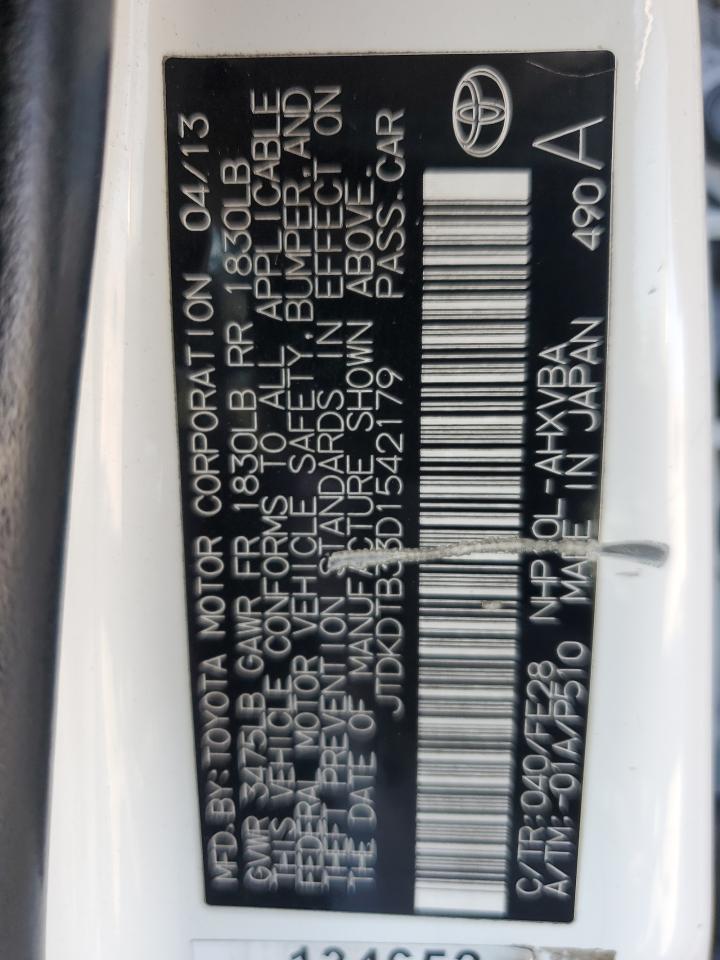 MFD.BY:TOYOTA MOTOR CORPORATION 04/13
GVWR 3475LB GAWR FR 1830LB RR 1830LB
THIS VEHICLE CONFORMS TO ALL APPLICABLE
FEDERAL MOTOR VEHICLE SAFETY,BUMPER,AND
THEFT PREVENTION STANDARDS IN EFFECT ON
THE DATE OF MANUFACTURE SHOWN ABOVE.
PASS.CAR
C/TR:040/FE28
A/TM:-01A/P510 MADE IN JAPAN 490 A